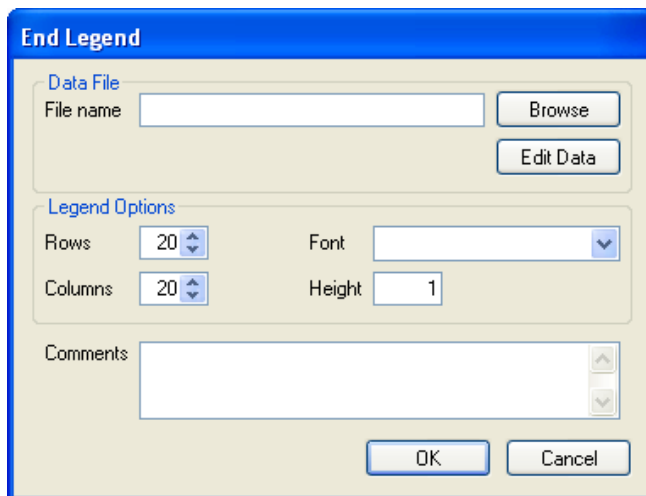 End Legend
Data File
File name Browse
Edit Data
Legend Options
Rows 20 Font
Columns 20 Height 1
Comments
OK Cancel